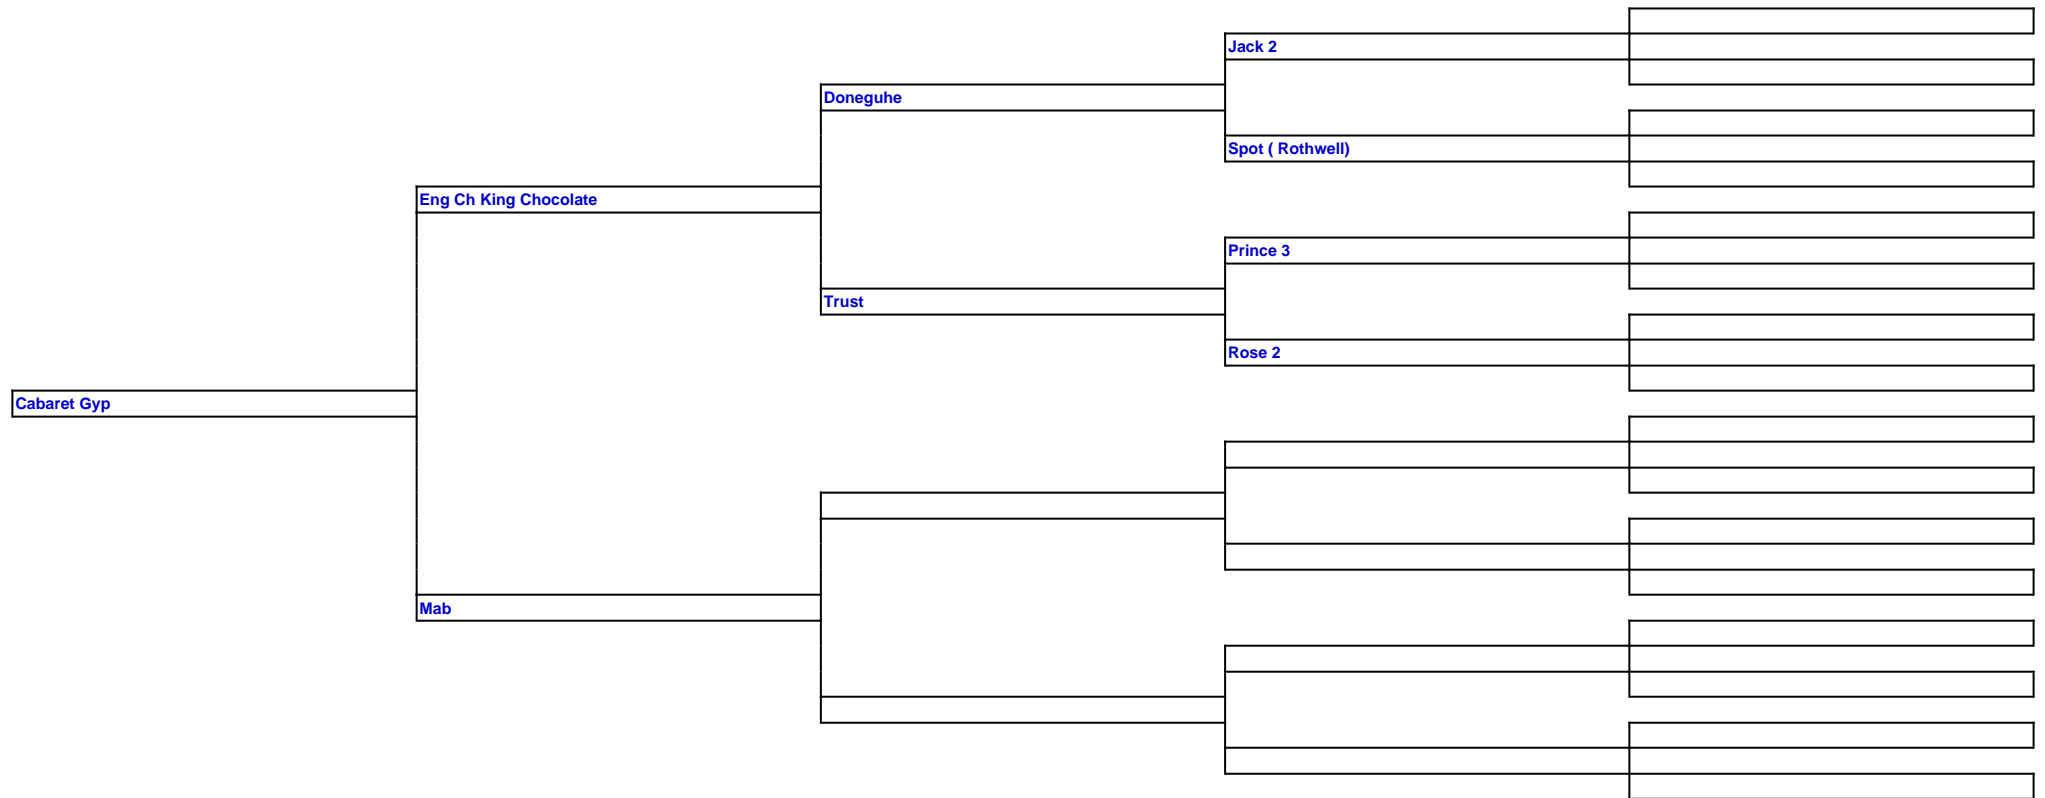 Jack 2
Doneguhe
Spot ( Rothwell)
Eng Ch King Chocolate
Prince 3
Trust
Rose 2
Cabaret Gyp
Mab